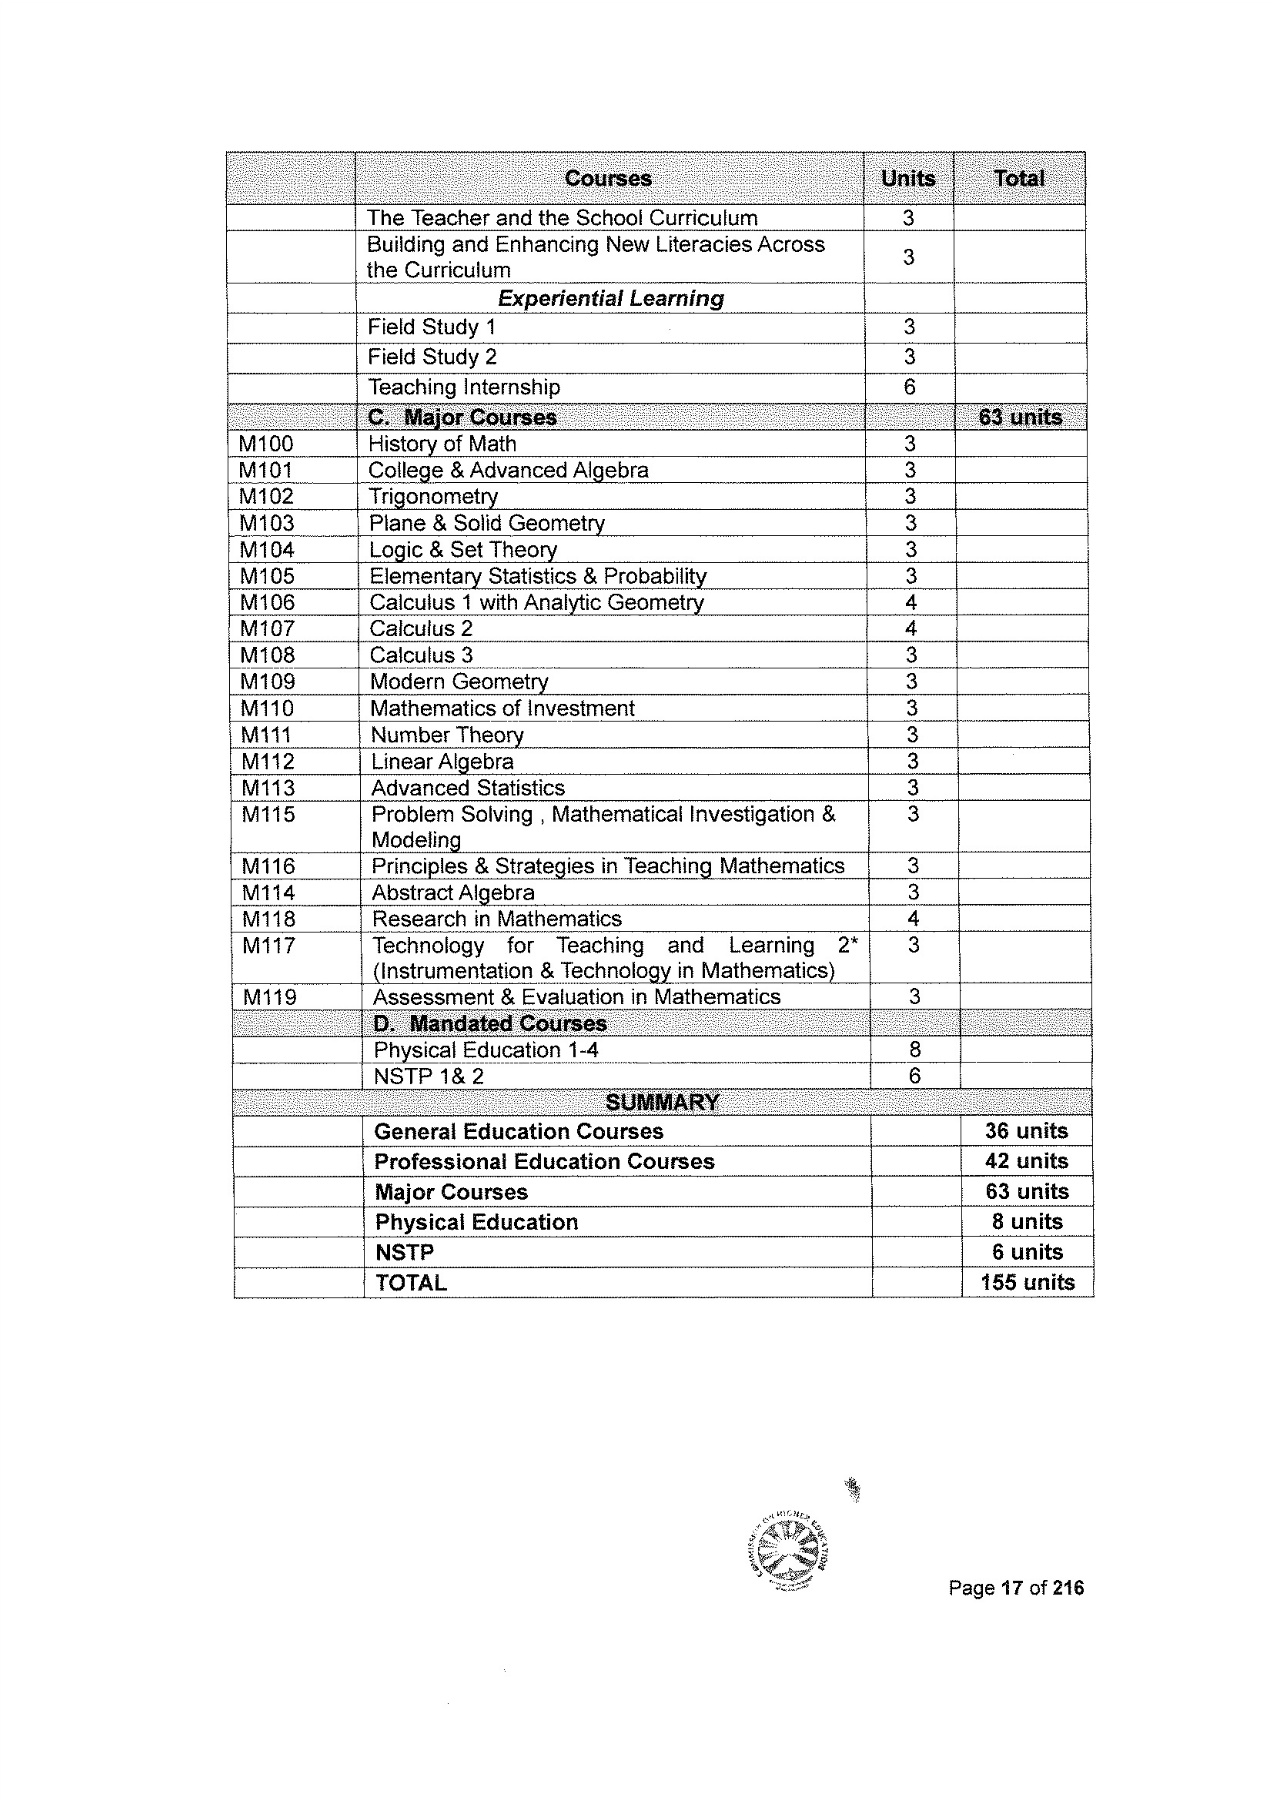 Courses Units Total
The Teacher and the School Curriculum 3
Building and Enhancing New Literacies Across
the Curriculum 3
Experiential Learning
Field Study 1 3
Field Study 2 3
Teaching Internship 6
C. Major Courses 63 units
M100 History of Math 3
M101 College & Advanced Algebra 3
M102 Trigonometry 3
M103 Plane & Solid Geometry 3
M104 Logic & Set Theory 3
M105 Elementary Statistics & Probability 3
M106 Calculus 1 with Analytic Geometry 4
M107 Calculus 2 4
M108 Calculus 3 3
M109 Modern Geometry 3
M110 Mathematics of Investment 3
M111 Number Theory 3
M112 Linear Algebra 3
M113 Advanced Statistics 3
M115 Problem Solving , Mathematical Investigation & 3
Modeling
M116 Principles & Strategies in Teaching Mathematics 3
M114 Abstract Algebra 3
M118 Research in Mathematics 4
M117 Technology for Teaching and Learning 2* 3
(Instrumentation & Technology in Mathematics)
M119 Assessment & Evaluation in Mathematics 3
D. Mandated Courses
Physical Education 1-4 8
NSTP 1& 2 6
SUMMARY
General Education Courses 36 units
Professional Education Courses 42 units
Major Courses 63 units
Physical Education 8 units
NSTP 6 units
TOTAL 155 units
COMMISSION ON HIGHER EDUCATION
Page 17 of 216